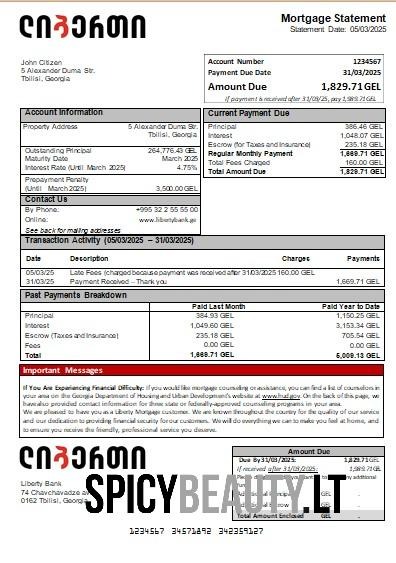 ლიბერთი
Mortgage Statement
Statement Date: 05/03/2025
John Citizen
5 Alexander Duma Str.
Tbilisi, Georgia
Account Number 1234567
Payment Due Date 31/03/2025
Amount Due 1,829.71 GEL
If payment is received after 31/03/25, pay 1,989.71 GEL.
Account Information
Property Address 5 Alexander Duma Str.
Tbilisi, Georgia
Outstanding Principal 264,776.43 GEL
Maturity Date March 2025
Interest Rate (Until March 2025) 4.75%
Prepayment Penalty
(Until March 2025) 3,500.00 GEL
Contact Us
By Phone: +995 32 2 55 55 00
Online: www.libertybank.ge
See back for mailing addresses
Current Payment Due
Principal 386.46 GEL
Interest 1,048.07 GEL
Escrow (for Taxes and Insurance) 235.18 GEL
Regular Monthly Payment 1,669.71 GEL
Total Fees Charged 160.00 GEL
Total Amount Due 1,829.71 GEL
Transaction Activity (05/03/2025 – 31/03/2025)
Date Description Charges Payments
05/03/25 Late Fees (charged because payment was received after 31/03/2025 160.00 GEL
31/03/25 Payment Received – Thank you 1,669.71 GEL
Past Payments Breakdown
Paid Last Month Paid Year to Date
Principal 384.93 GEL 1,150.25 GEL
Interest 1,049.60 GEL 3,153.34 GEL
Escrow (Taxes and Insurance) 235.18 GEL 705.54 GEL
Fees 0.00 GEL 0.00 GEL
Total 1,669.71 GEL 5,009.13 GEL
Important Messages
If You Are Experiencing Financial Difficulty: If you would like mortgage counseling or assistance, you can find a list of counselors in
your area on the Georgia Department of Housing and Urban Development's website at www.hud.gov. On the back of this page, we
have also provided contact information for three state or federally-approved counseling programs in your area.
We are pleased to have you as a Liberty Mortgage customer. We are known throughout the country for the quality of our service
and our dedication to providing financial security for our customers. We will do everything we can to make you feel at home, and
to ensure you receive the friendly, professional service you deserve.
ლიბერთი
Liberty Bank
74 Chavchavadze av
0162 Tbilisi, Georgia
Amount Due
Due By 31/03/2025: 1,829.71 GEL
If received after 31/03/25: 1,989.71 GEL
Additional Principal GEL .
Additional Escrow GEL .
Total Amount Enclosed GEL .
SPICYBEAUTY.LT
1234567 34571892 342359127